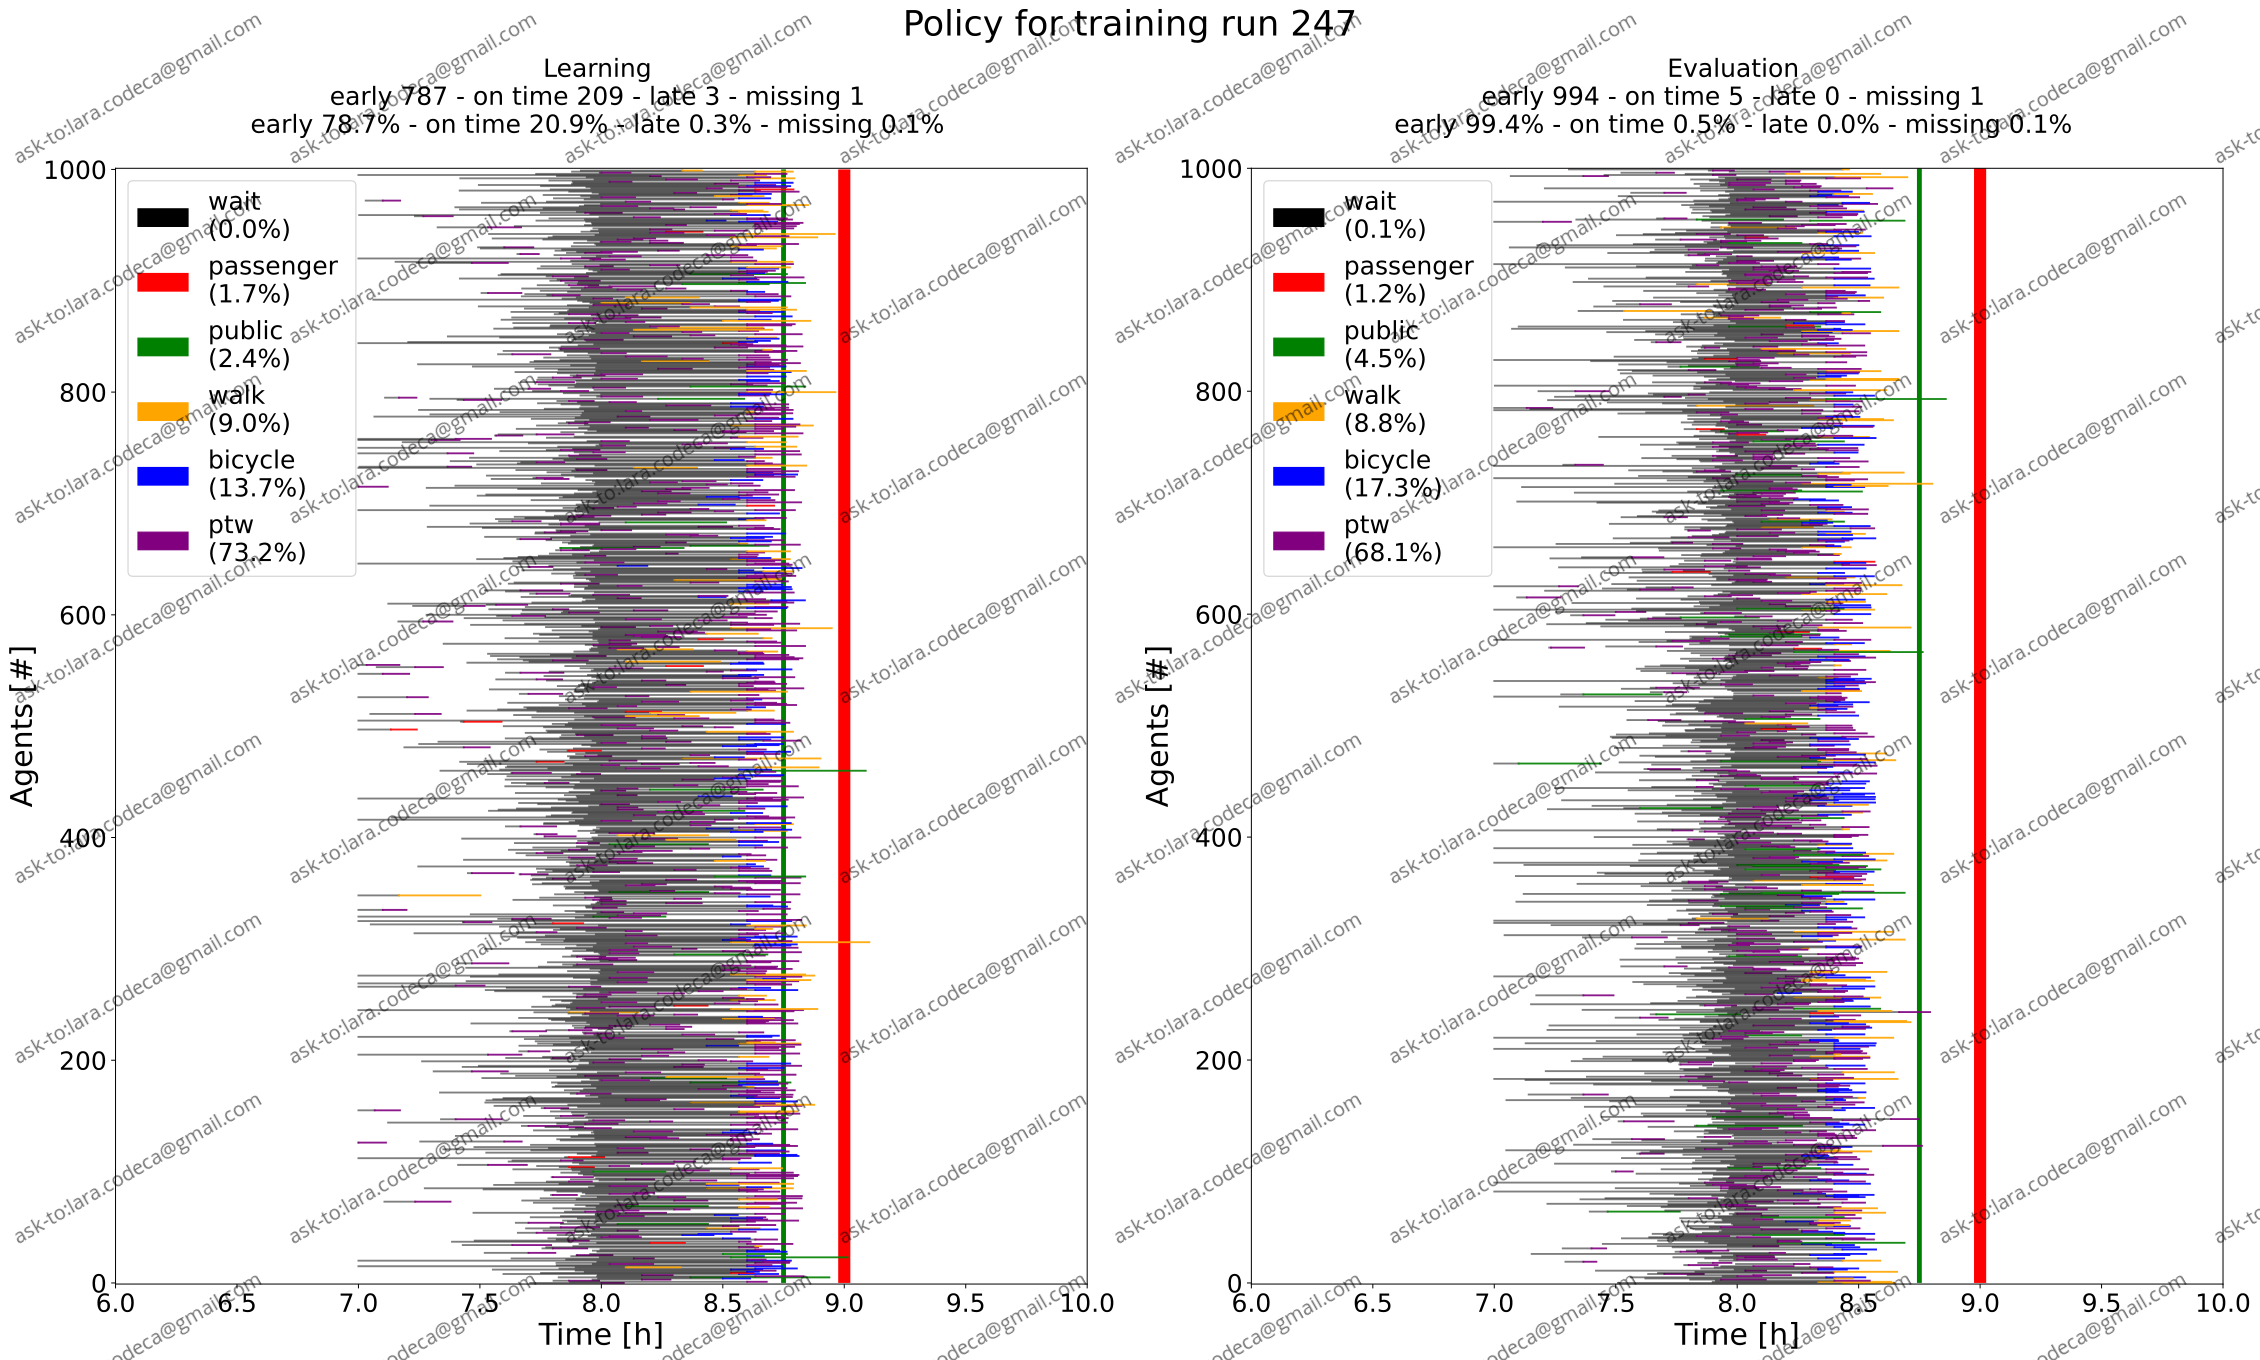 Policy for training run 247
Learning
early 787 - on time 209 - late 3 - missing 1
early 78.7% - on time 20.9% - late 0.3% - missing 0.1%
1000
800
600
400
200
0
Agents [#]
wait
(0.0%)
passenger
(1.7%)
public
(2.4%)
walk
(9.0%)
bicycle
(13.7%)
ptw
(73.2%)
6.0 6.5 7.0 7.5 8.0 8.5 9.0 9.5 10.0
Time [h]
Evaluation
early 994 - on time 5 - late 0 - missing 1
early 99.4% - on time 0.5% - late 0.0% - missing 0.1%
1000
800
600
400
200
0
Agents [#]
wait
(0.1%)
passenger
(1.2%)
public
(4.5%)
walk
(8.8%)
bicycle
(17.3%)
ptw
(68.1%)
6.0 6.5 7.0 7.5 8.0 8.5 9.0 9.5 10.0
Time [h]
ask-to:lara.codeca@gmail.com